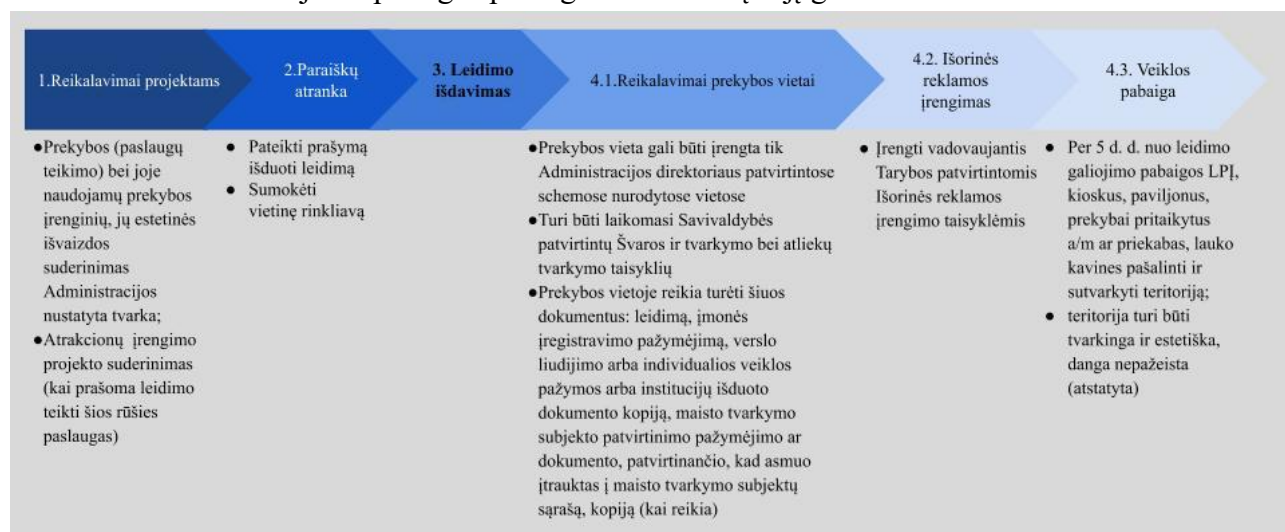 1.Reikalavimai projektams
2.Paraiškų
atranka
3. Leidimo
išdavimas
4.1.Reikalavimai prekybos vietai
4.2. Išorinės
reklamos
įrengimas
4.3. Veiklos
pabaiga
●Prekybos (paslaugų
teikimo) bei joje
naudojamų prekybos
įrenginių, jų estetinės
išvaizdos
suderinimas
Administracijos
nustatyta tvarka;
●Atrakcionų įrengimo
projekto suderinimas
(kai prašoma leidimo
teikti šios rūšies
paslaugas)
● Pateikti prašymą
išduoti leidimą
● Sumokėti
vietinę rinkliavą
●Prekybos vieta gali būti įrengta tik
Administracijos direktoriaus patvirtintose
schemose nurodytose vietose
●Turi būti laikomasi Savivaldybės
patvirtintų Švaros ir tvarkymo bei atliekų
tvarkymo taisyklių
●Prekybos vietoje reikia turėti šiuos
dokumentus: leidimą, įmonės
įregistravimo pažymėjimą, verslo
liudijimo arba individualios veiklos
pažymos arba institucijų išduoto
dokumento kopiją, maisto tvarkymo
subjekto patvirtinimo pažymėjimo ar
dokumento, patvirtinančio, kad asmuo
įtrauktas į maisto tvarkymo subjektų
sąrašą, kopiją (kai reikia)
● Įrengti vadovaujantis
Tarybos patvirtintomis
Išorinės reklamos
įrengimo taisyklėmis
● Per 5 d. d. nuo leidimo
galiojimo pabaigos LPĮ,
kioskus, paviljonus,
prekybai pritaikytus
a/m ar priekabas, lauko
kavines pašalinti ir
sutvarkyti teritoriją;
● teritorija turi būti
tvarkinga ir estetiška,
danga nepažeista
(atstatyta)